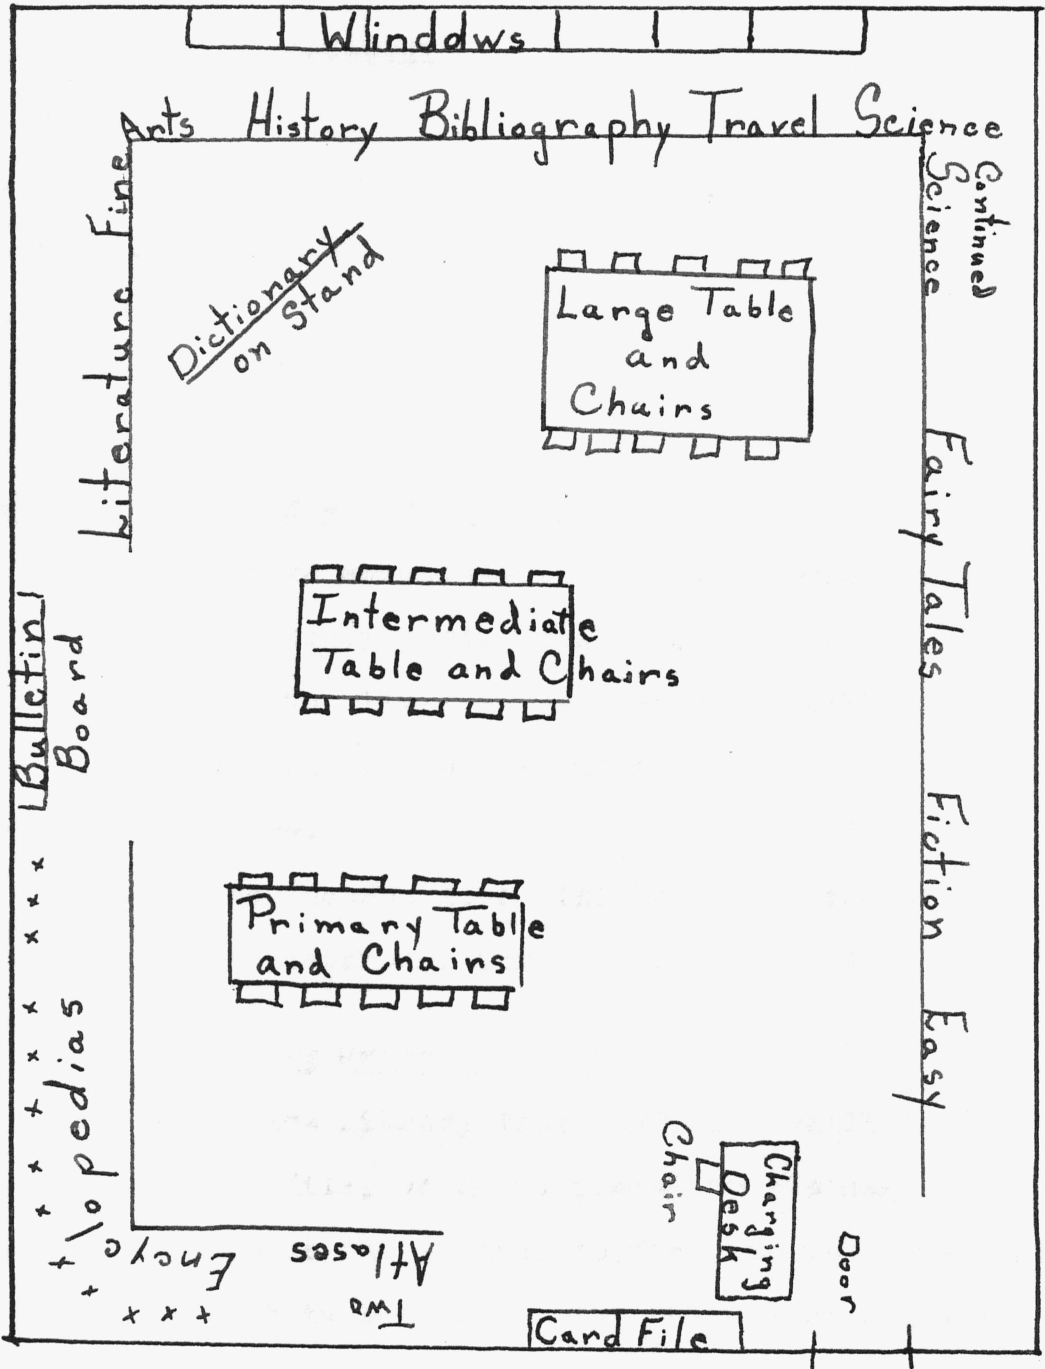 Windows
Arts History Bibliography Travel Science
Literature Fine
Science
Continued
Dictionary
on Stand
Large Table
and
Chairs
Fairy Tales
Intermediate
Table and Chairs
Bulletin
Board
Fiction
Primary Table
and Chairs
Easy
Encyclopedias
Two
Atlases
Chair
Charging
Desk
Door
Card File